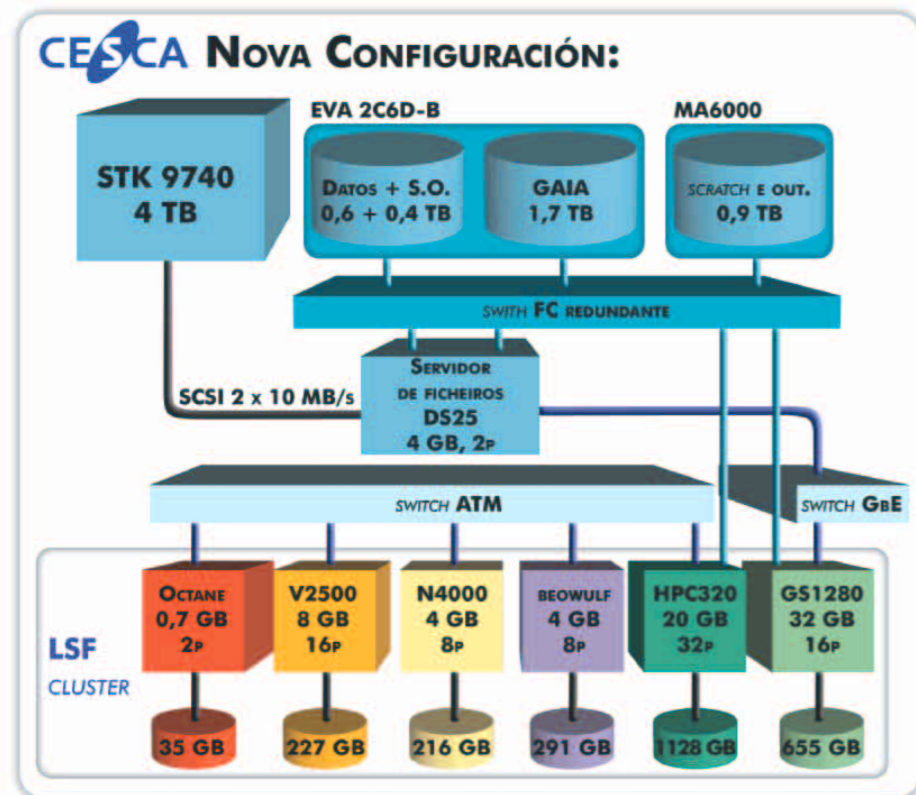 CESCA NOVA CONFIGURACIÓN:
EVA 2C6D-B
MA6000
STK 9740
4 TB
DATOS + S.O.
0,6 + 0,4 TB
GAIA
1,7 TB
SCRATCH E OUT.
0,9 TB
SWITH FC REDUNDANTE
SERVIDOR
DE FICHEIROS
DS25
4 GB, 2P
SCSI 2 x 10 MB/s
SWITCH ATM
SWITCH GBE
LSF
CLUSTER
OCTANE
0,7 GB
2P
V2500
8 GB
16P
N4000
4 GB
8P
BEOWULF
4 GB
8P
HPC320
20 GB
32P
GS1280
32 GB
16P
35 GB
227 GB
216 GB
291 GB
1128 GB
655 GB